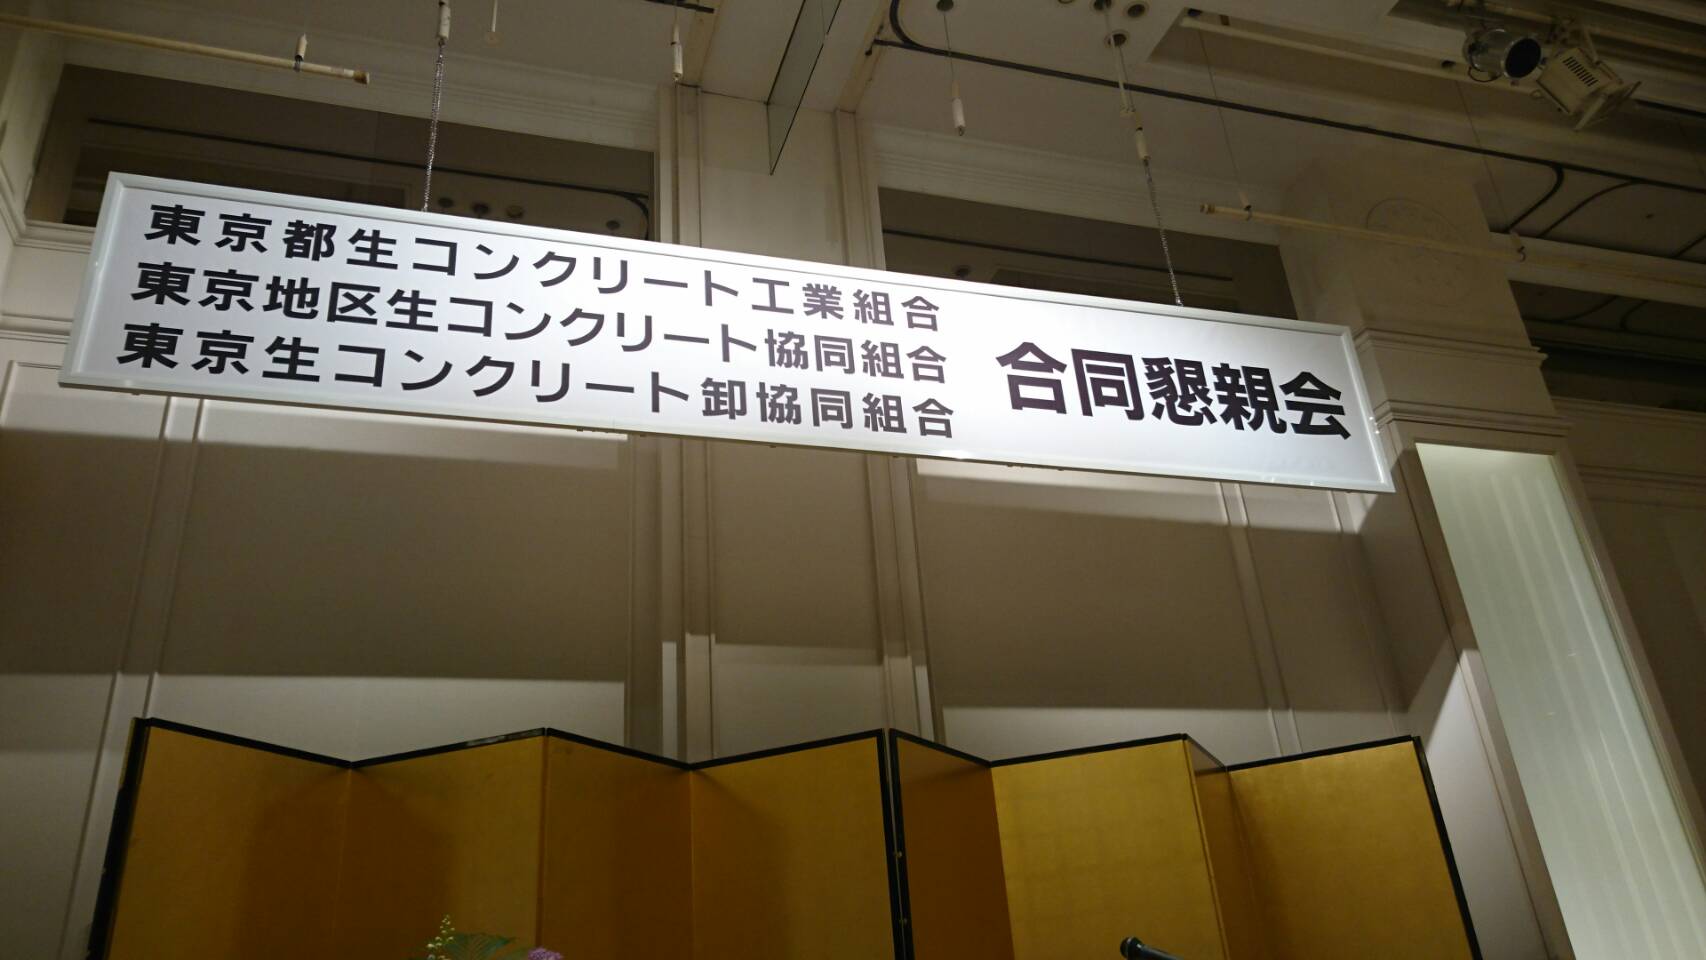 東京都生コンクリート工業組合
東京地区生コンクリート協同組合
東京生コンクリート卸協同組合
合同懇親会